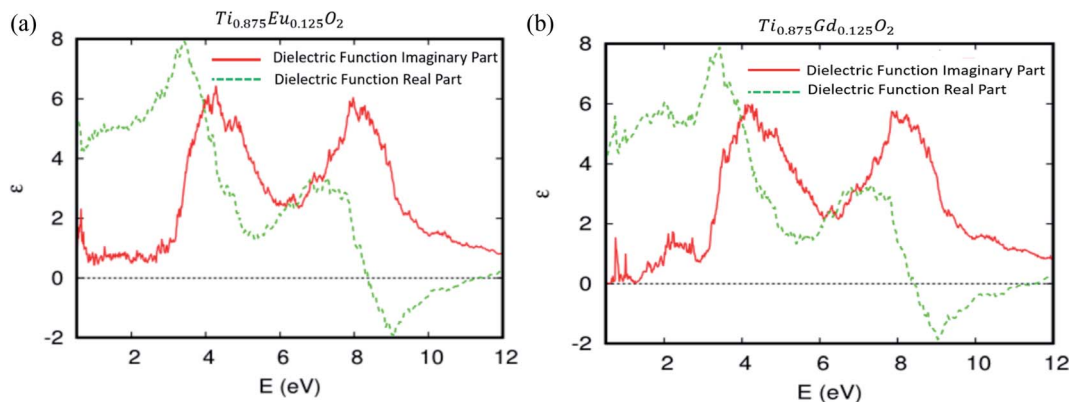 (a)
Ti₀.₈₇₅Eu₀.₁₂₅O₂
Dielectric Function Imaginary Part
Dielectric Function Real Part
8
6
4
2
0
-2
ε
2 4 6 8 10 12
E (eV)
(b)
Ti₀.₈₇₅Gd₀.₁₂₅O₂
Dielectric Function Imaginary Part
Dielectric Function Real Part
8
6
4
2
0
-2
ε
2 4 6 8 10 12
E (eV)